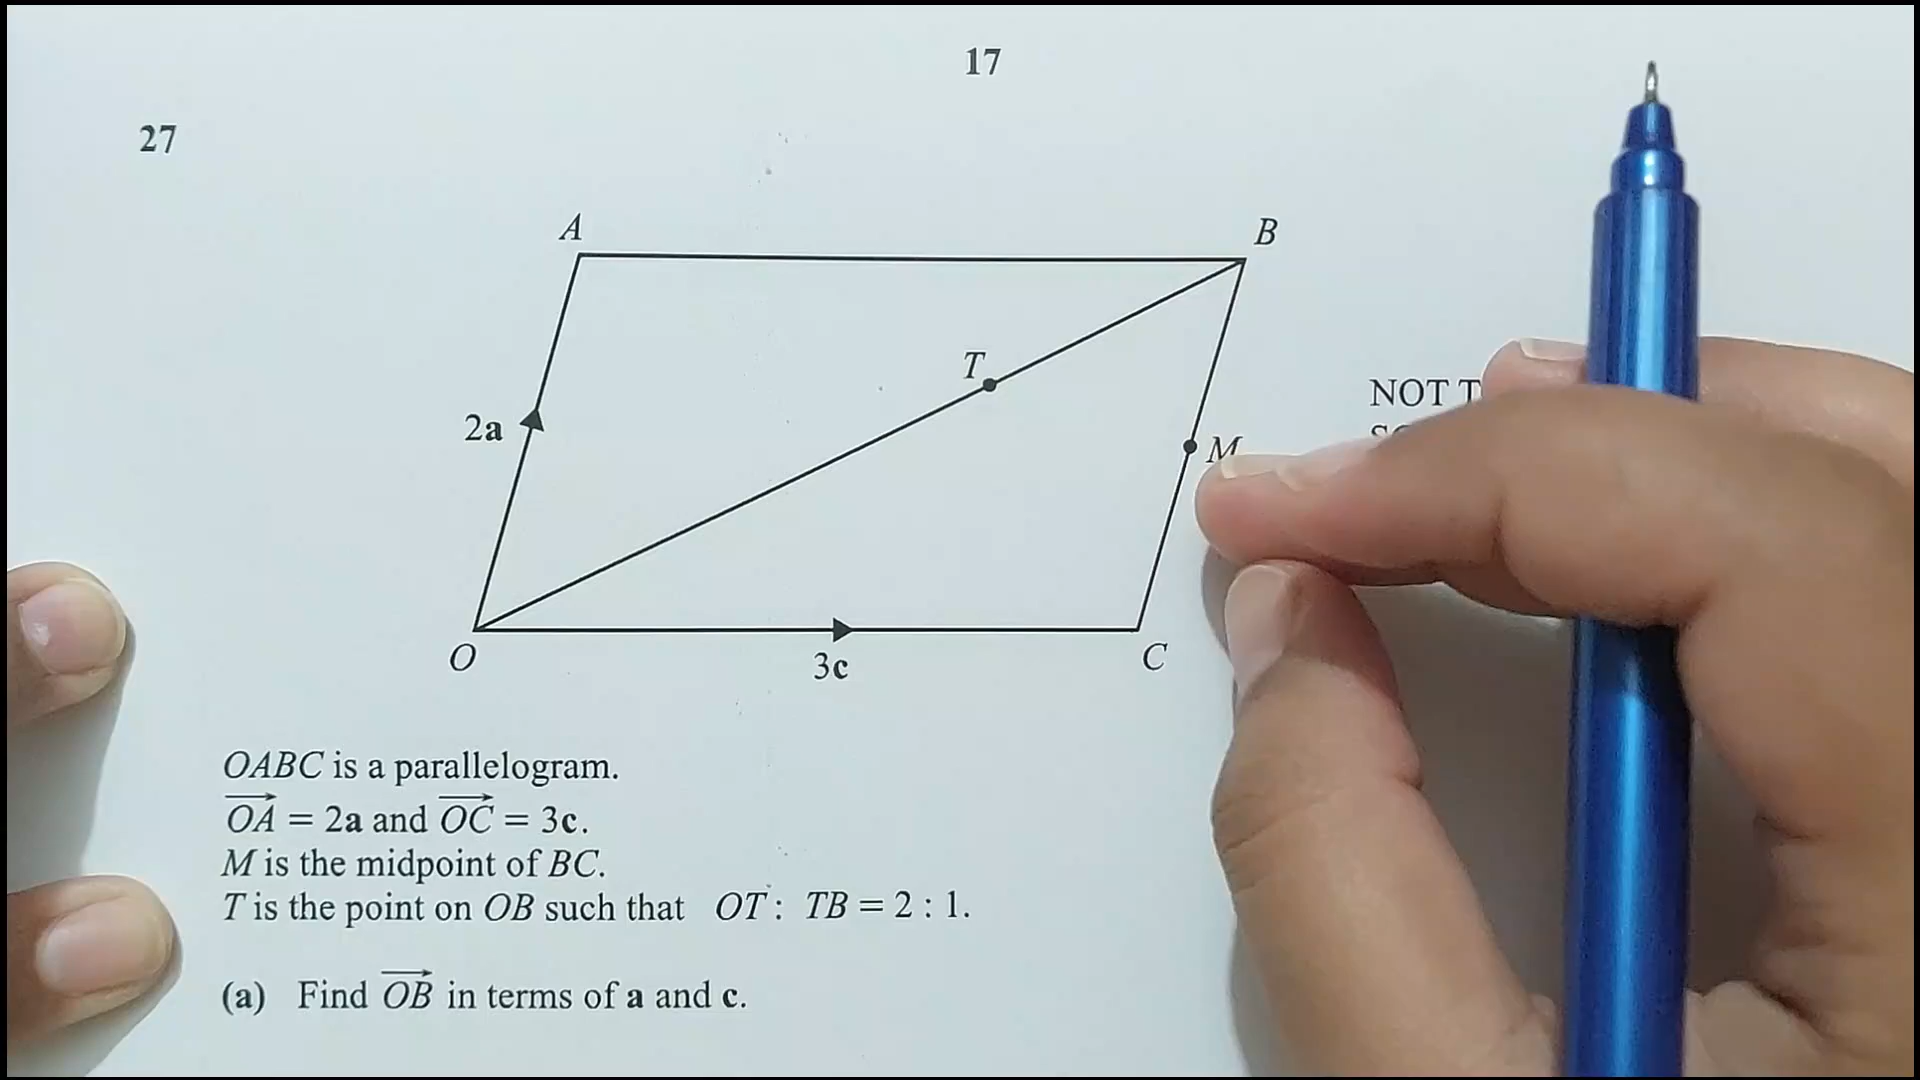 17
27
A
B
T
2a
NOT
M
O
3c
C
OABC is a parallelogram.
OA = 2a and OC = 3c.
M is the midpoint of BC.
T is the point on OB such that OT : TB = 2 : 1.
(a) Find OB in terms of a and c.